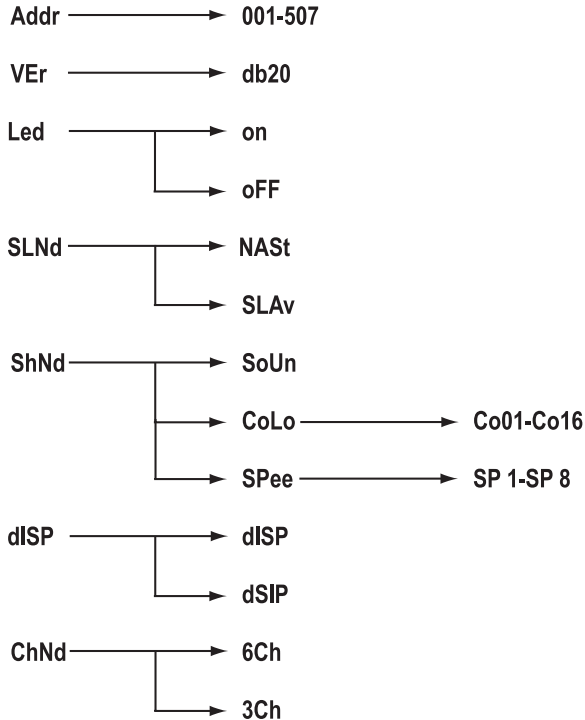 Addr 001-507
VEr db20
Led on
oFF
SLNd NASt
SLAv
ShNd SoUn
CoLo Co01-Co16
SPee SP 1-SP 8
dISP dISP
dSIP
ChNd 6Ch
3Ch